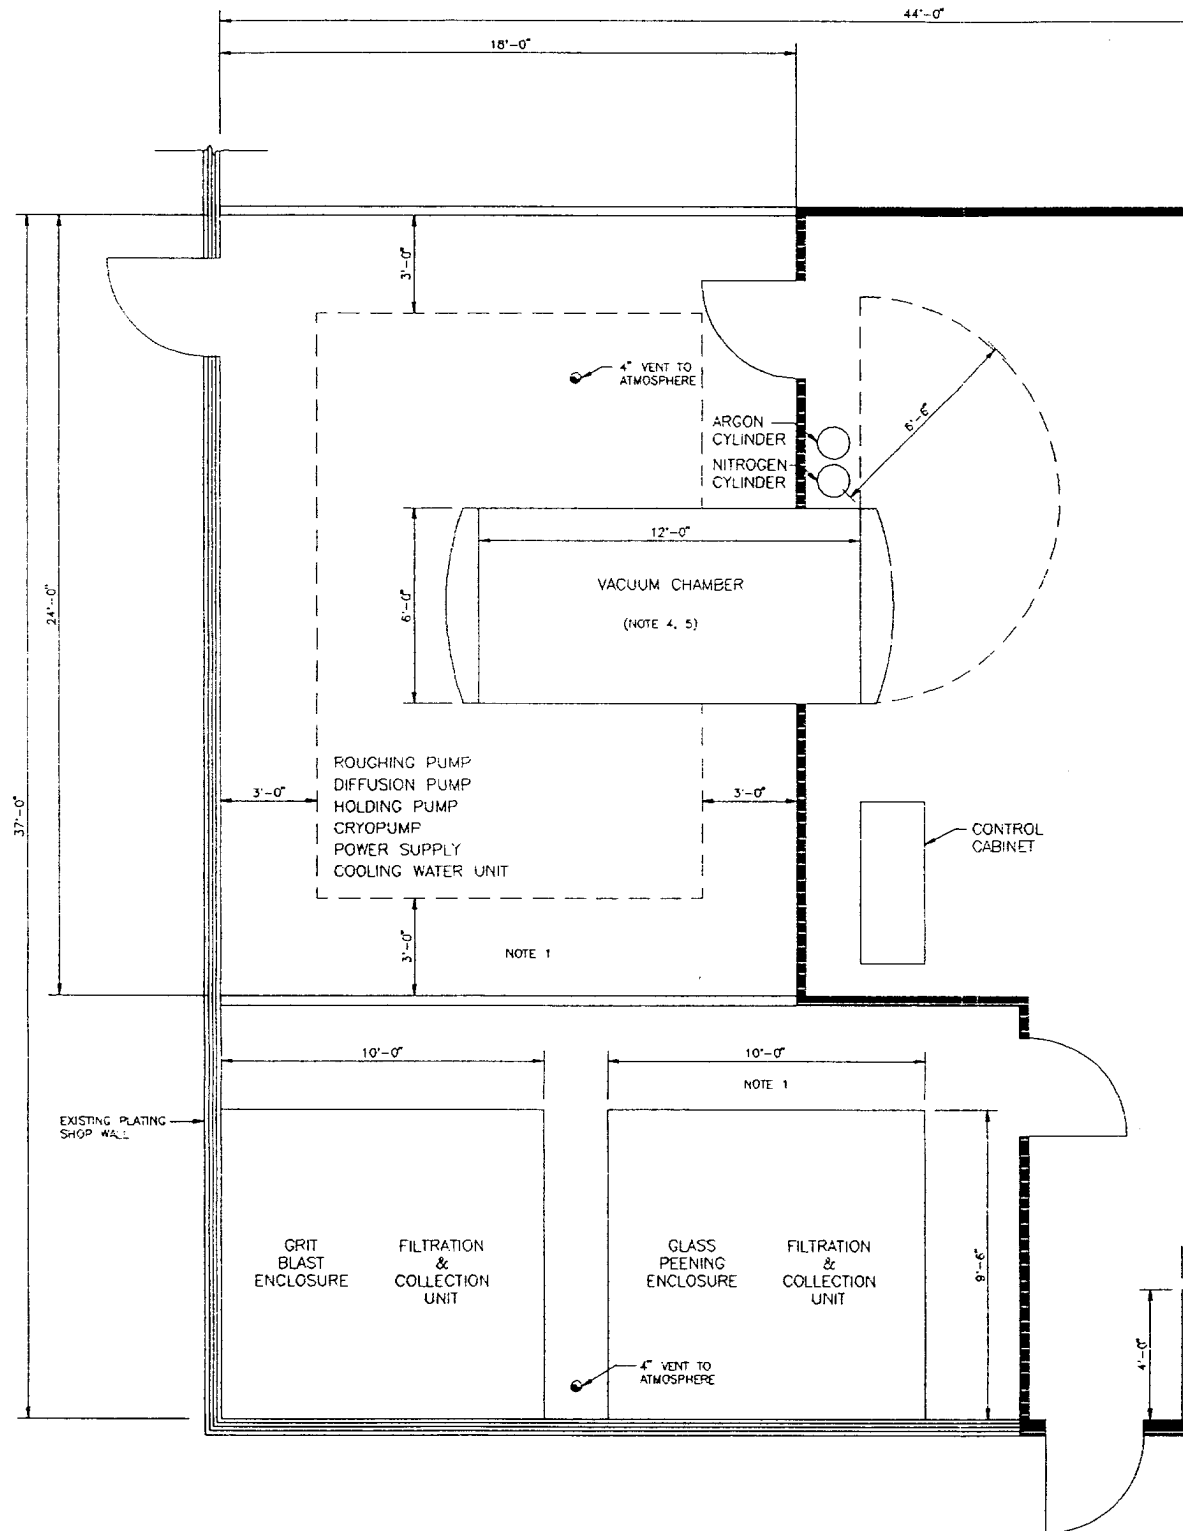 44'-0"
18'-0"
3'-0"
4" VENT TO
ATMOSPHERE
ARGON
CYLINDER
NITROGEN
CYLINDER
6'-6"
12'-0"
VACUUM CHAMBER
(NOTE 4, 5)
6'-0"
24'-0"
37'-0"
ROUGHING PUMP
DIFFUSION PUMP
HOLDING PUMP
CRYOPUMP
POWER SUPPLY
COOLING WATER UNIT
3'-0"
3'-0"
CONTROL
CABINET
3'-0"
NOTE 1
10'-0"
10'-0"
NOTE 1
EXISTING PLATING
SHOP WALL
GRIT
BLAST
ENCLOSURE
FILTRATION
&
COLLECTION
UNIT
GLASS
PEENING
ENCLOSURE
FILTRATION
&
COLLECTION
UNIT
9'-6"
4'-0"
4" VENT TO
ATMOSPHERE